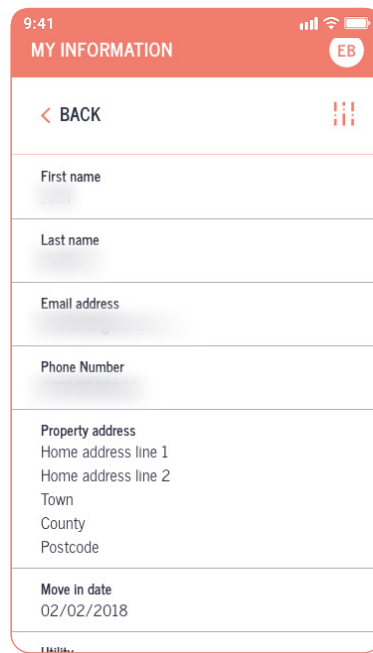 9:41
MY INFORMATION
EB
BACK
First name
Last name
Email address
Phone Number
Property address
Home address line 1
Home address line 2
Town
County
Postcode
Move in date
02/02/2018
Utility